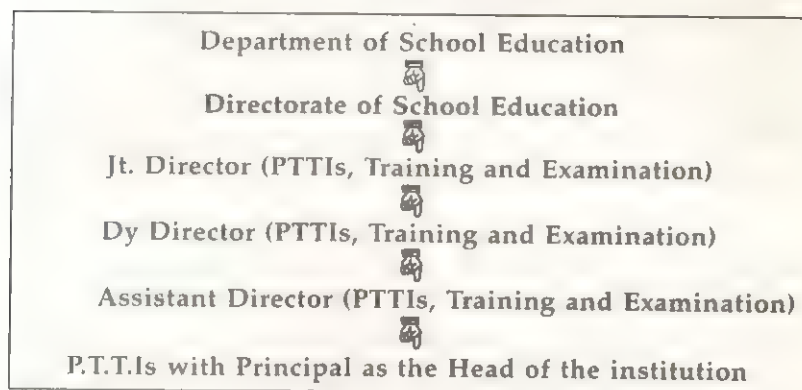 Department of School Education
Directorate of School Education
Jt. Director (PTTIs, Training and Examination)
Dy Director (PTTIs, Training and Examination)
Assistant Director (PTTIs, Training and Examination)
P.T.T.Is with Principal as the Head of the institution